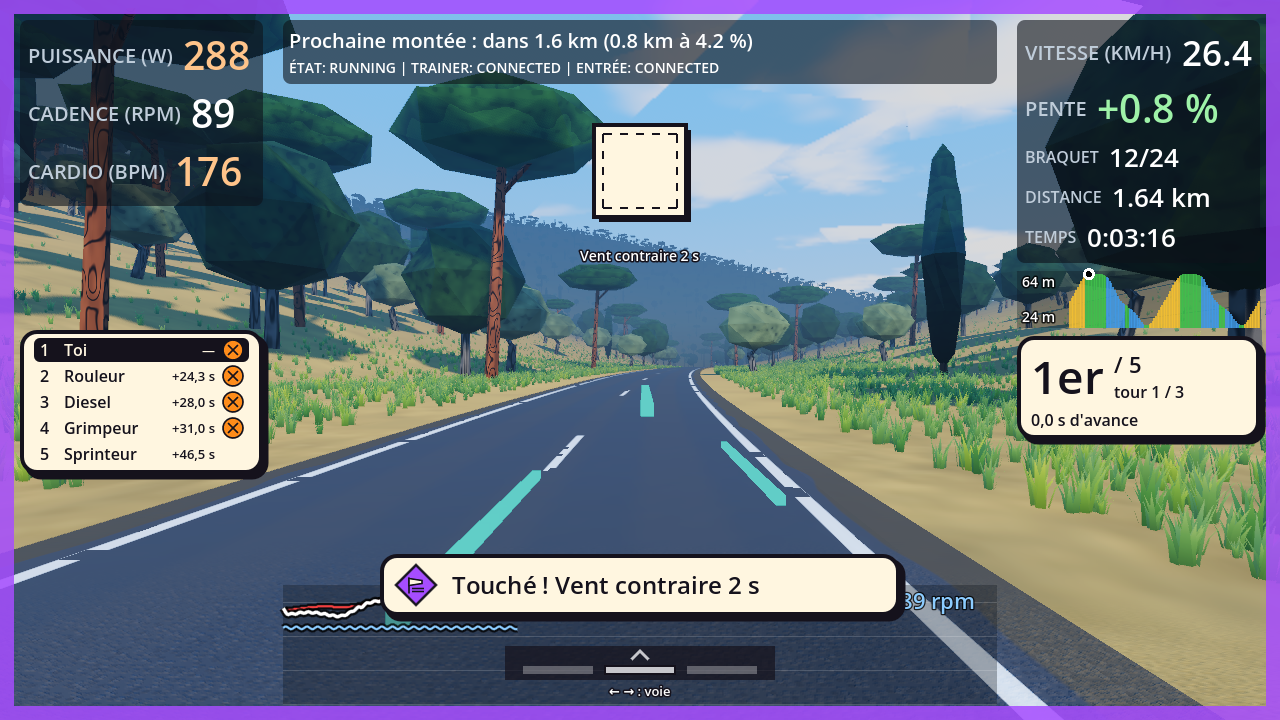 PUISSANCE (W) 288
CADENCE (RPM) 89
CARDIO (BPM) 176
Prochaine montée : dans 1.6 km (0.8 km à 4.2 %)
ÉTAT: RUNNING | TRAINER: CONNECTED | ENTRÉE: CONNECTED
VITESSE (KM/H) 26.4
PENTE +0.8 %
BRAQUET 12/24
DISTANCE 1.64 km
TEMPS 0:03:16
64 m
24 m
Vent contraire 2 s
1 Toi —
2 Rouleur +24,3 s
3 Diesel +28,0 s
4 Grimpeur +31,0 s
5 Sprinteur +46,5 s
1er / 5
tour 1 / 3
0,0 s d'avance
Touché ! Vent contraire 2 s
89 rpm
← → : voie